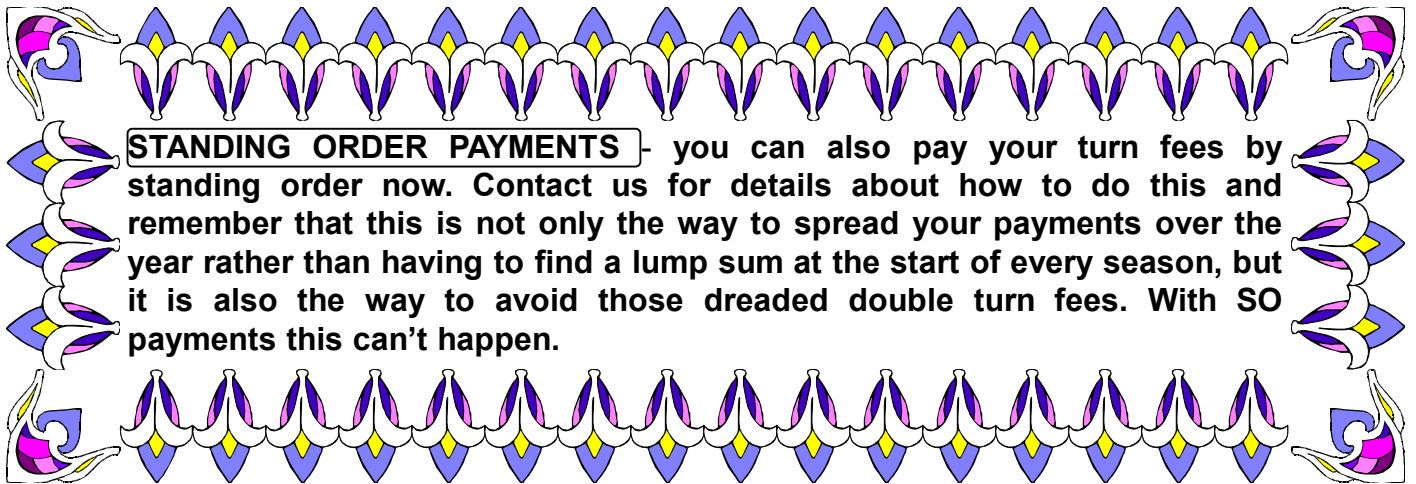 STANDING ORDER PAYMENTS - you can also pay your turn fees by
standing order now. Contact us for details about how to do this and
remember that this is not only the way to spread your payments over the
year rather than having to find a lump sum at the start of every season, but
it is also the way to avoid those dreaded double turn fees. With SO
payments this can’t happen.